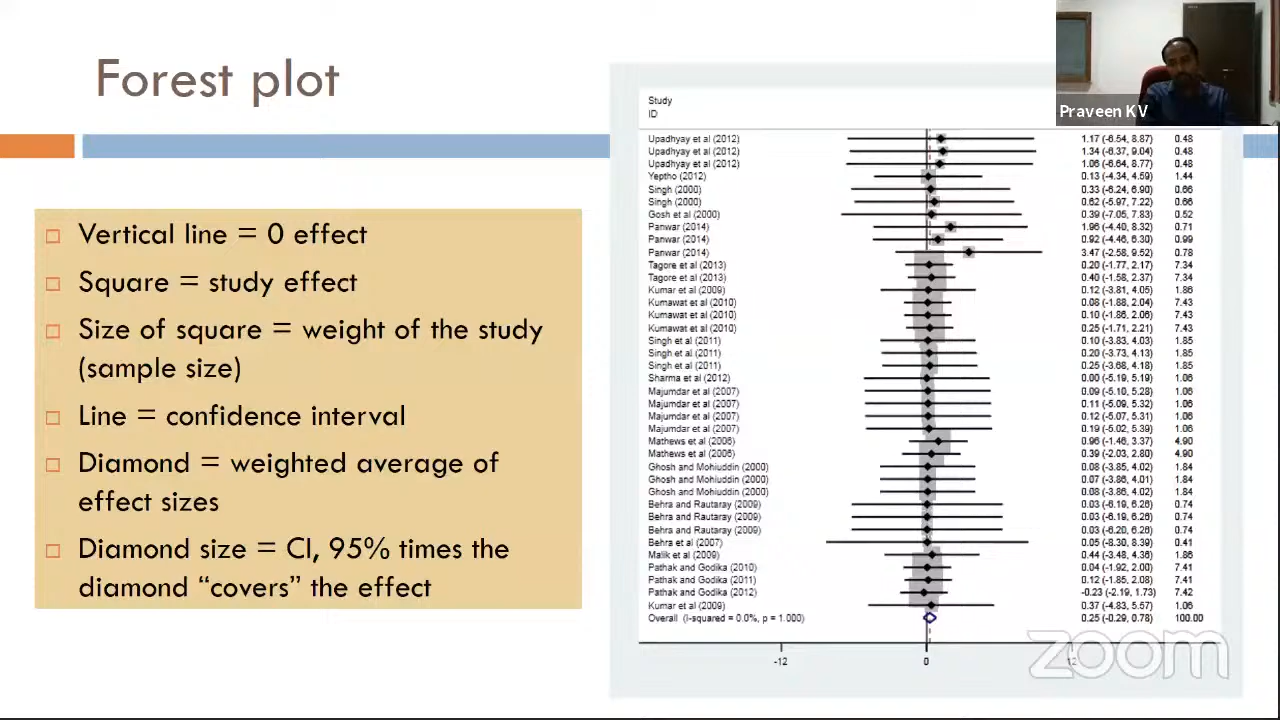 Forest plot
Praveen KV
□ Vertical line = 0 effect
□ Square = study effect
□ Size of square = weight of the study
(sample size)
□ Line = confidence interval
□ Diamond = weighted average of
effect sizes
□ Diamond size = CI, 95% times the
diamond “covers” the effect
Study
ID
Upadhyay et al (2012) 1.17 (-6.54, 8.87) 0.48
Upadhyay et al (2012) 1.34 (-6.37, 9.04) 0.48
Upadhyay et al (2012) 1.06 (-6.64, 8.77) 0.48
Yeptho (2012) 0.13 (-4.34, 4.59) 1.44
Singh (2000) 0.33 (-6.24, 6.90) 0.66
Singh (2000) 0.62 (-5.97, 7.22) 0.66
Gosh et al (2000) 0.39 (-7.05, 7.83) 0.52
Panwar (2014) 1.96 (-4.40, 8.32) 0.71
Panwar (2014) 0.92 (-4.46, 6.30) 0.99
Panwar (2014) 3.47 (-2.58, 9.52) 0.78
Tagore et al (2013) 0.20 (-1.77, 2.17) 7.34
Tagore et al (2013) 0.40 (-1.58, 2.37) 7.34
Kumar et al (2009) 0.12 (-3.81, 4.05) 1.86
Kumawat et al (2010) 0.08 (-1.88, 2.04) 7.43
Kumawat et al (2010) 0.10 (-1.86, 2.06) 7.43
Kumawat et al (2010) 0.25 (-1.71, 2.21) 7.43
Singh et al (2011) 0.10 (-3.83, 4.03) 1.85
Singh et al (2011) 0.20 (-3.73, 4.13) 1.85
Singh et al (2011) 0.25 (-3.68, 4.18) 1.85
Sharma et al (2012) 0.00 (-5.19, 5.19) 1.06
Majumdar et al (2007) 0.09 (-5.10, 5.28) 1.06
Majumdar et al (2007) 0.11 (-5.09, 5.32) 1.06
Majumdar et al (2007) 0.12 (-5.07, 5.31) 1.06
Majumdar et al (2007) 0.19 (-5.02, 5.39) 1.06
Mathews et al (2006) 0.96 (-1.46, 3.37) 4.90
Mathews et al (2006) 0.39 (-2.03, 2.80) 4.90
Ghosh and Mohiuddin (2000) 0.08 (-3.85, 4.02) 1.84
Ghosh and Mohiuddin (2000) 0.07 (-3.86, 4.01) 1.84
Ghosh and Mohiuddin (2000) 0.08 (-3.86, 4.02) 1.84
Behra and Rautaray (2009) 0.03 (-6.19, 6.26) 0.74
Behra and Rautaray (2009) 0.03 (-6.19, 6.26) 0.74
Behra and Rautaray (2009) 0.03 (-6.20, 6.26) 0.74
Behra et al (2007) 0.05 (-8.30, 8.39) 0.41
Malik et al (2009) 0.44 (-3.48, 4.36) 1.86
Pathak and Godika (2010) 0.04 (-1.92, 2.00) 7.41
Pathak and Godika (2011) 0.12 (-1.85, 2.08) 7.41
Pathak and Godika (2012) -0.23 (-2.19, 1.73) 7.42
Kumar et al (2009) 0.37 (-4.83, 5.57) 1.06
Overall (I-squared = 0.0%, p = 1.000) 0.25 (-0.29, 0.78) 100.00
-12 0 12
zoom